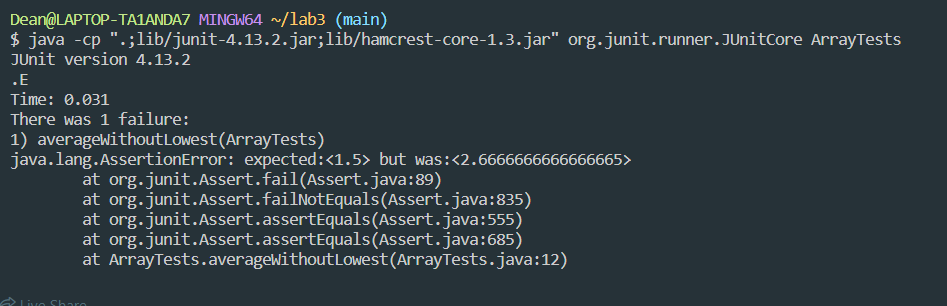 Dean@LAPTOP-TA1ANDA7 MINGW64 ~/lab3 (main)
$ java -cp ".;lib/junit-4.13.2.jar;lib/hamcrest-core-1.3.jar" org.junit.runner.JUnitCore ArrayTests
JUnit version 4.13.2
.E
Time: 0.031
There was 1 failure:
1) averageWithoutLowest(ArrayTests)
java.lang.AssertionError: expected:<1.5> but was:<2.6666666666666665>
        at org.junit.Assert.fail(Assert.java:89)
        at org.junit.Assert.failNotEquals(Assert.java:835)
        at org.junit.Assert.assertEquals(Assert.java:555)
        at org.junit.Assert.assertEquals(Assert.java:685)
        at ArrayTests.averageWithoutLowest(ArrayTests.java:12)
Live Share